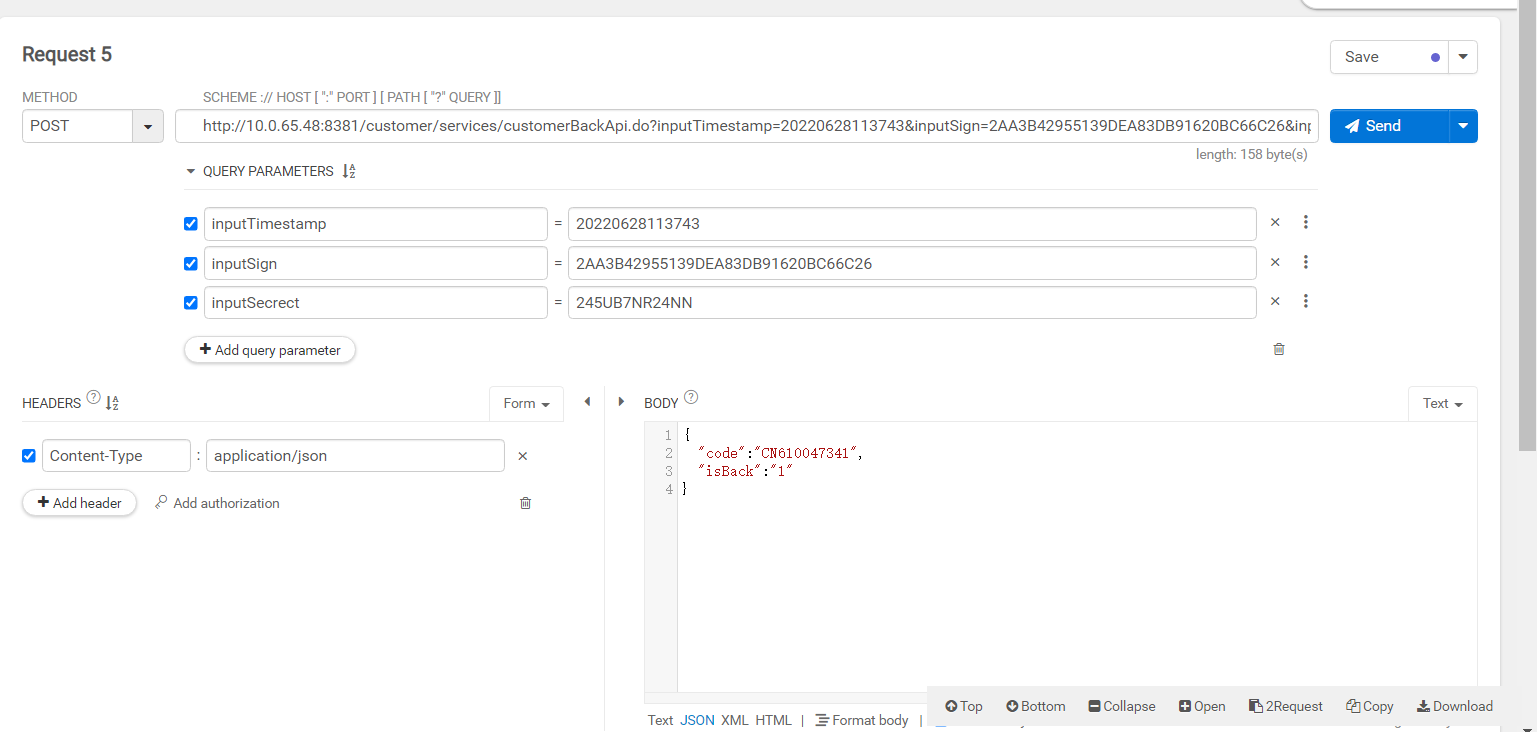 Request 5
Save
METHOD
SCHEME :// HOST [ ":" PORT ] [ PATH [ "?" QUERY ]]
POST
http://10.0.65.48:8381/customer/services/customerBackApi.do?inputTimestamp=20220628113743&inputSign=2AA3B42955139DEA83DB91620BC66C26&inp
Send
length: 158 byte(s)
QUERY PARAMETERS
inputTimestamp = 20220628113743
inputSign = 2AA3B42955139DEA83DB91620BC66C26
inputSecrect = 245UB7NR24NN
Add query parameter
HEADERS ?
Form
BODY ?
Text
Content-Type : application/json
Add header
Add authorization
1 {
2 "code":"CN610047341",
3 "isBack":"1"
4 }
Top Bottom Collapse Open 2Request Copy Download
Text JSON XML HTML | Format body |